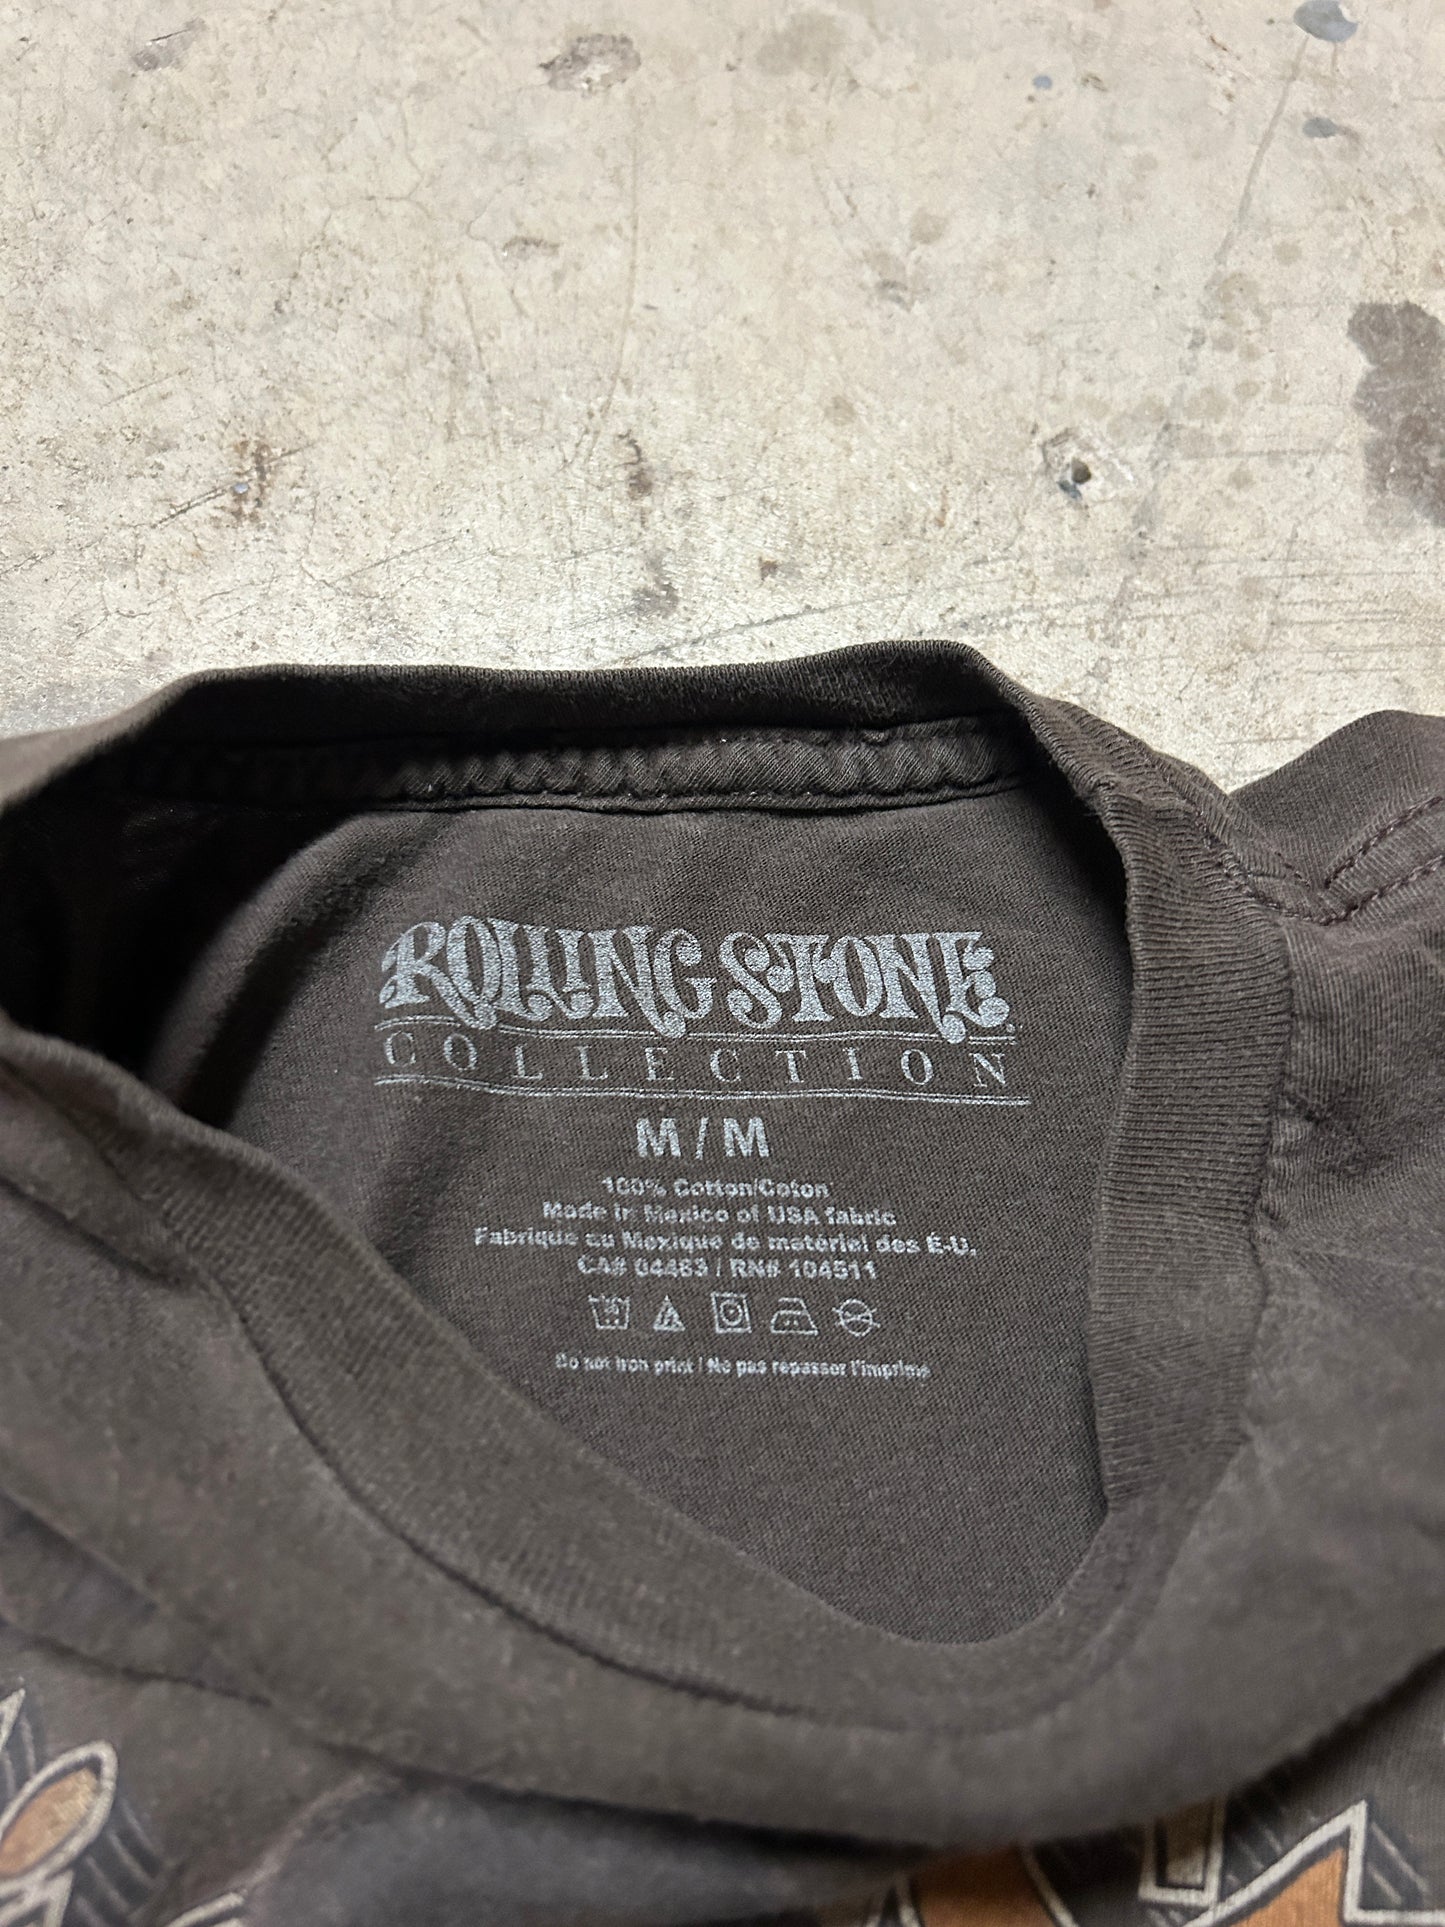 ROLLING STONE
COLLECTION
M / M
100% Cotton/Coton
Made in Mexico of USA fabric
Fabriqué au Mexique de matériel des É-U.
CA# 04463 / RN# 104511
Do not iron print / Ne pas repasser l'imprimé